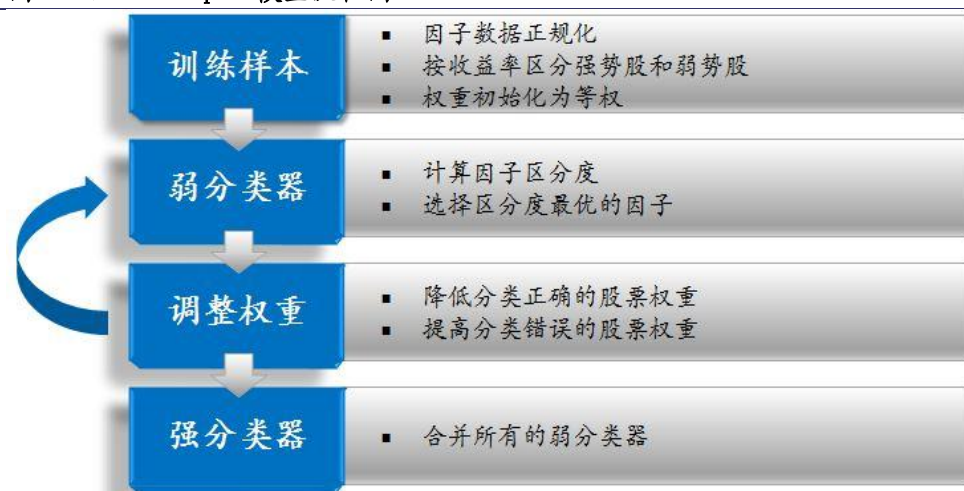 训练样本
因子数据正规化
按收益率区分强势股和弱势股
权重初始化为等权
弱分类器
计算因子区分度
选择区分度最优的因子
调整权重
降低分类正确的股票权重
提高分类错误的股票权重
强分类器
合并所有的弱分类器